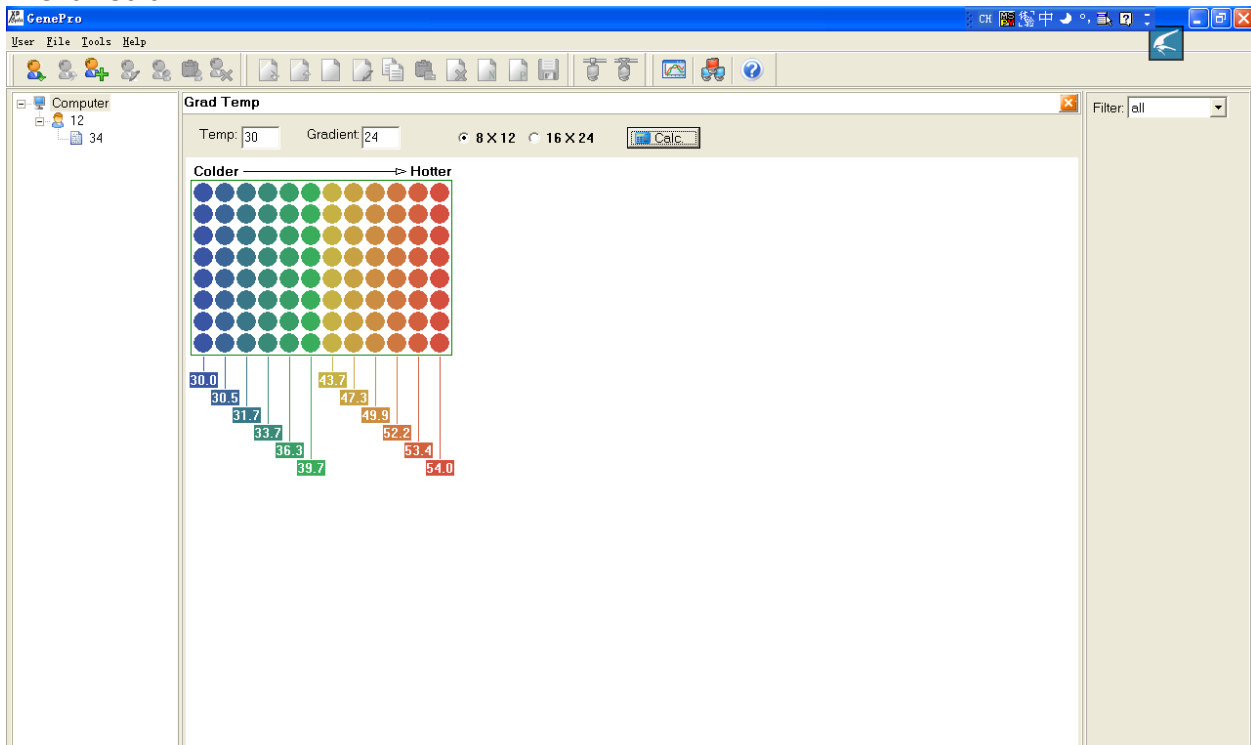 GenePro
CH 中
User File Tools Help
Computer
12
34
Grad Temp
Temp: 30 Gradient: 24 8 X 12 16 X 24 Calc.
Colder Hotter
30.0 43.7
30.5 47.3
31.7 49.9
33.7 52.2
36.3 53.4
39.7 54.0
Filter: all